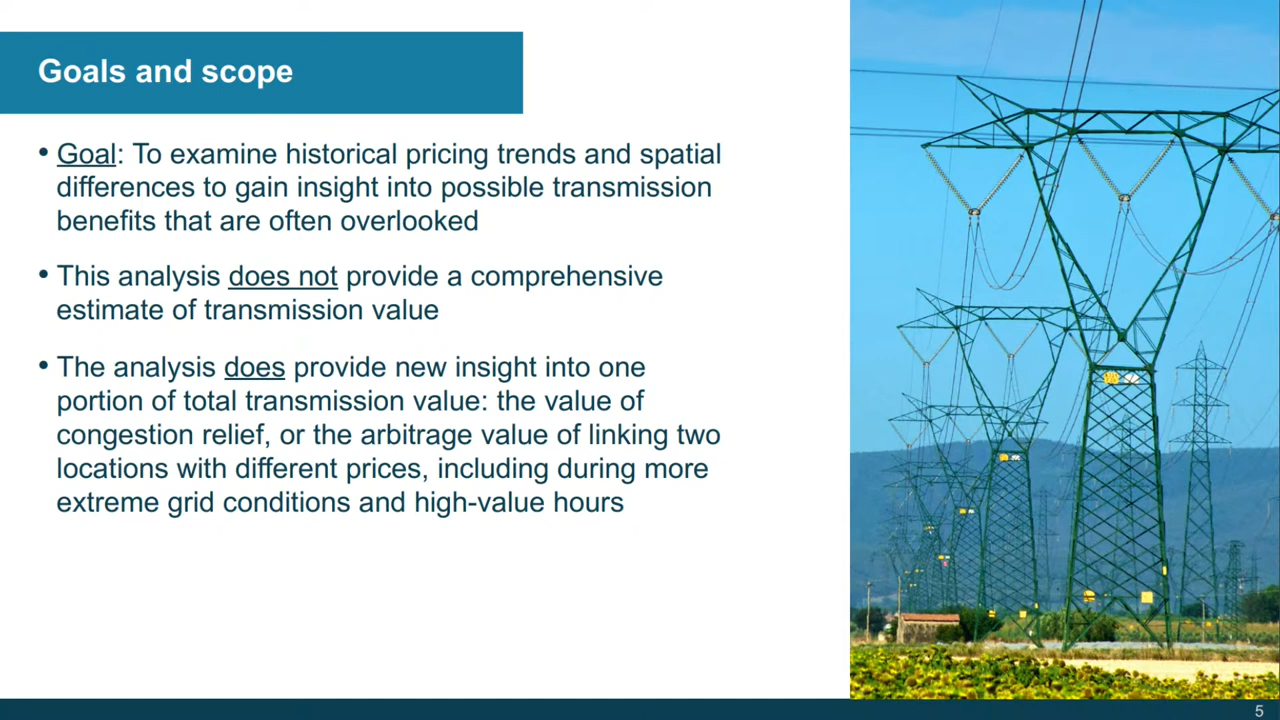 Goals and scope
• Goal: To examine historical pricing trends and spatial
differences to gain insight into possible transmission
benefits that are often overlooked
• This analysis does not provide a comprehensive
estimate of transmission value
• The analysis does provide new insight into one
portion of total transmission value: the value of
congestion relief, or the arbitrage value of linking two
locations with different prices, including during more
extreme grid conditions and high-value hours
5